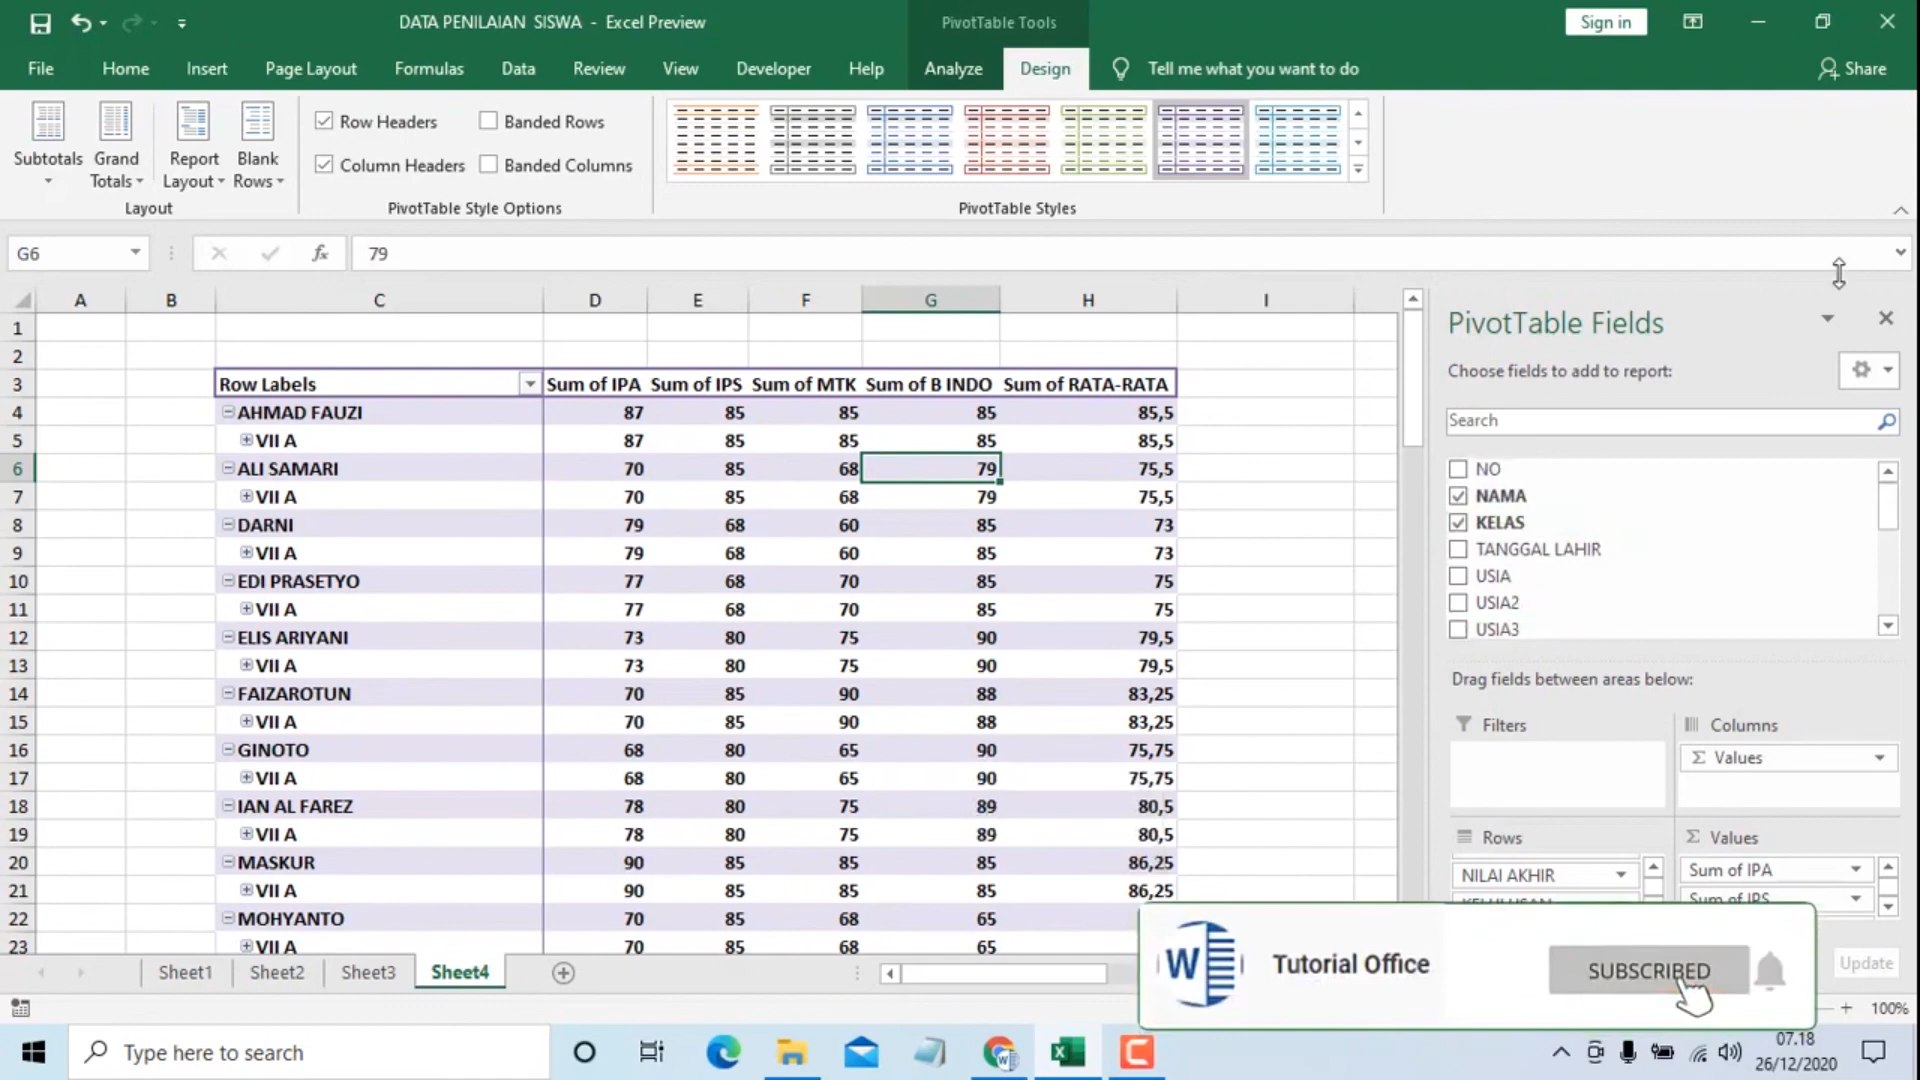 DATA PENILAIAN SISWA - Excel Preview
PivotTable Tools
Sign in
File Home Insert Page Layout Formulas Data Review View Developer Help Analyze Design Tell me what you want to do Share
Subtotals Grand Totals Report Layout Blank Rows
Row Headers Banded Rows
Column Headers Banded Columns
Layout PivotTable Style Options PivotTable Styles
G6 fx 79
A B C D E F G H I
1
2
3 Row Labels Sum of IPA Sum of IPS Sum of MTK Sum of B INDO Sum of RATA-RATA
4 AHMAD FAUZI 87 85 85 85 85,5
5 VII A 87 85 85 85 85,5
6 ALI SAMARI 70 85 68 79 75,5
7 VII A 70 85 68 79 75,5
8 DARNI 79 68 60 85 73
9 VII A 79 68 60 85 73
10 EDI PRASETYO 77 68 70 85 75
11 VII A 77 68 70 85 75
12 ELIS ARIYANI 73 80 75 90 79,5
13 VII A 73 80 75 90 79,5
14 FAIZAROTUN 70 85 90 88 83,25
15 VII A 70 85 90 88 83,25
16 GINOTO 68 80 65 90 75,75
17 VII A 68 80 65 90 75,75
18 IAN AL FAREZ 78 80 75 89 80,5
19 VII A 78 80 75 89 80,5
20 MASKUR 90 85 85 85 86,25
21 VII A 90 85 85 85 86,25
22 MOHYANTO 70 85 68 65
23 VII A 70 85 68 65
PivotTable Fields
Choose fields to add to report:
Search
NO
NAMA
KELAS
TANGGAL LAHIR
USIA
USIA2
USIA3
Drag fields between areas below:
Filters Columns
Σ Values
Rows Σ Values
NILAI AKHIR Sum of IPA
Sum of IPS
Update
Sheet1 Sheet2 Sheet3 Sheet4
W Tutorial Office SUBSCRIBED
100%
Type here to search
07.18
26/12/2020